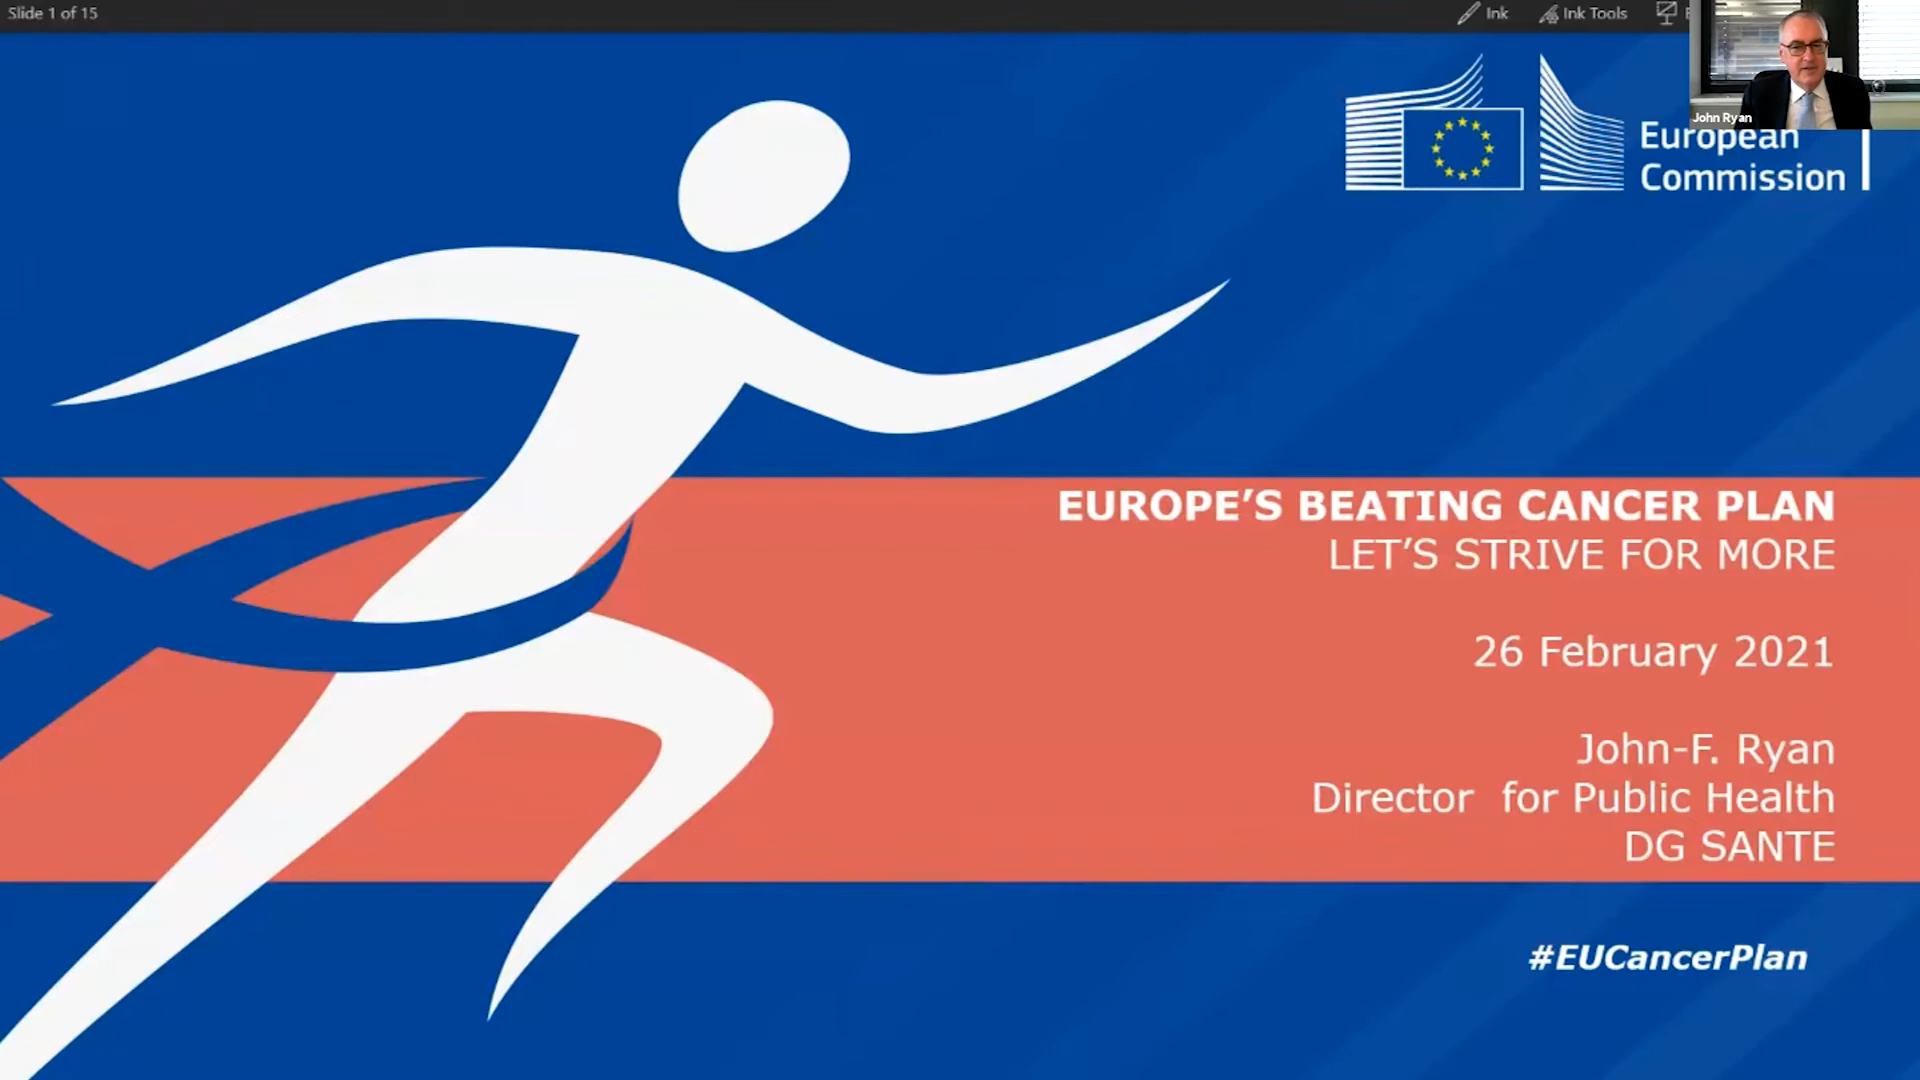 Slide 1 of 15
Ink
Ink Tools
John Ryan
European
Commission
EUROPE’S BEATING CANCER PLAN
LET’S STRIVE FOR MORE
26 February 2021
John-F. Ryan
Director for Public Health
DG SANTE
#EUCancerPlan